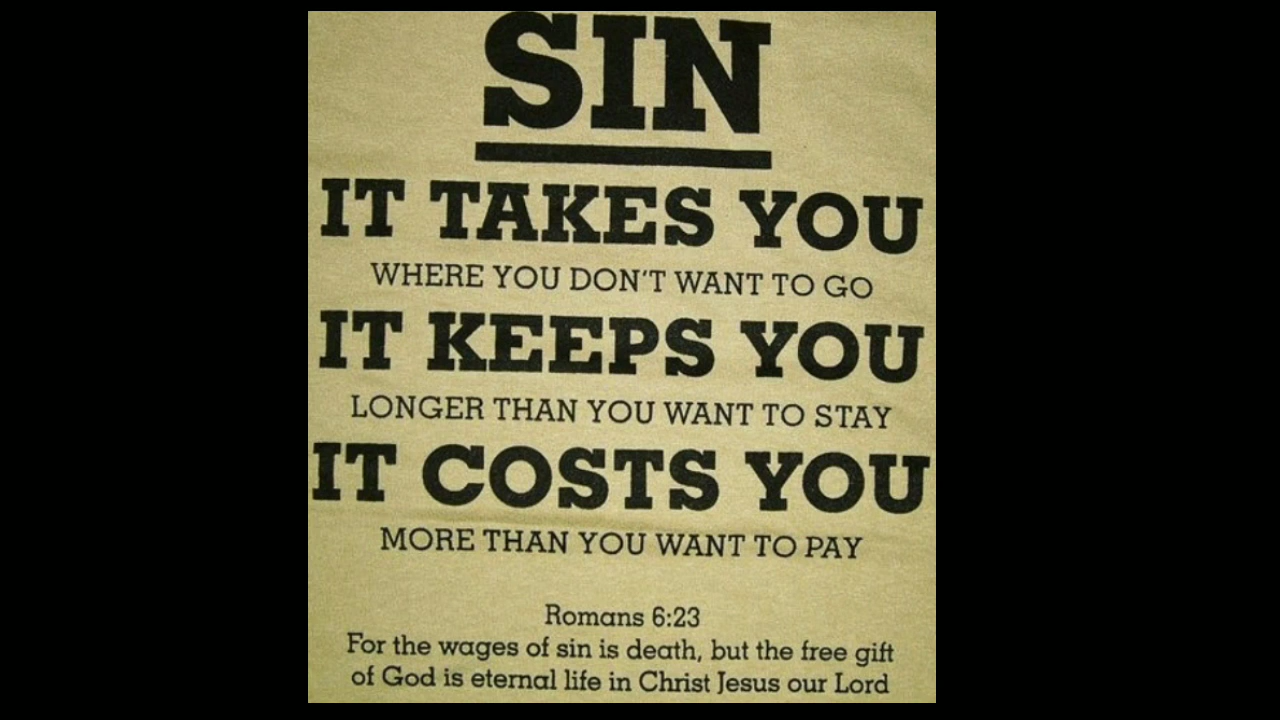 SIN
IT TAKES YOU
WHERE YOU DON'T WANT TO GO
IT KEEPS YOU
LONGER THAN YOU WANT TO STAY
IT COSTS YOU
MORE THAN YOU WANT TO PAY
Romans 6:23
For the wages of sin is death, but the free gift
of God is eternal life in Christ Jesus our Lord